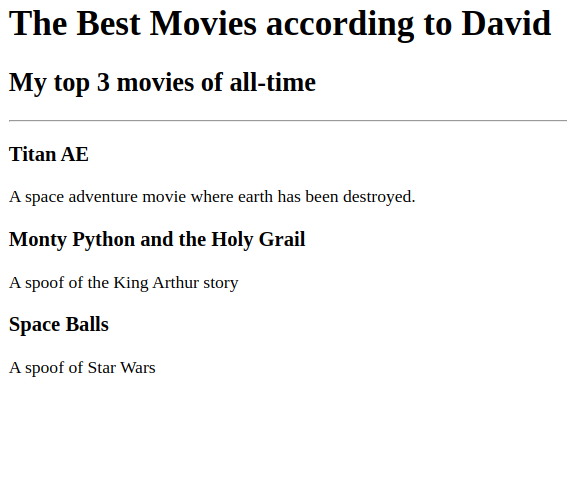 The Best Movies according to David
My top 3 movies of all-time
Titan AE
A space adventure movie where earth has been destroyed.
Monty Python and the Holy Grail
A spoof of the King Arthur story
Space Balls
A spoof of Star Wars